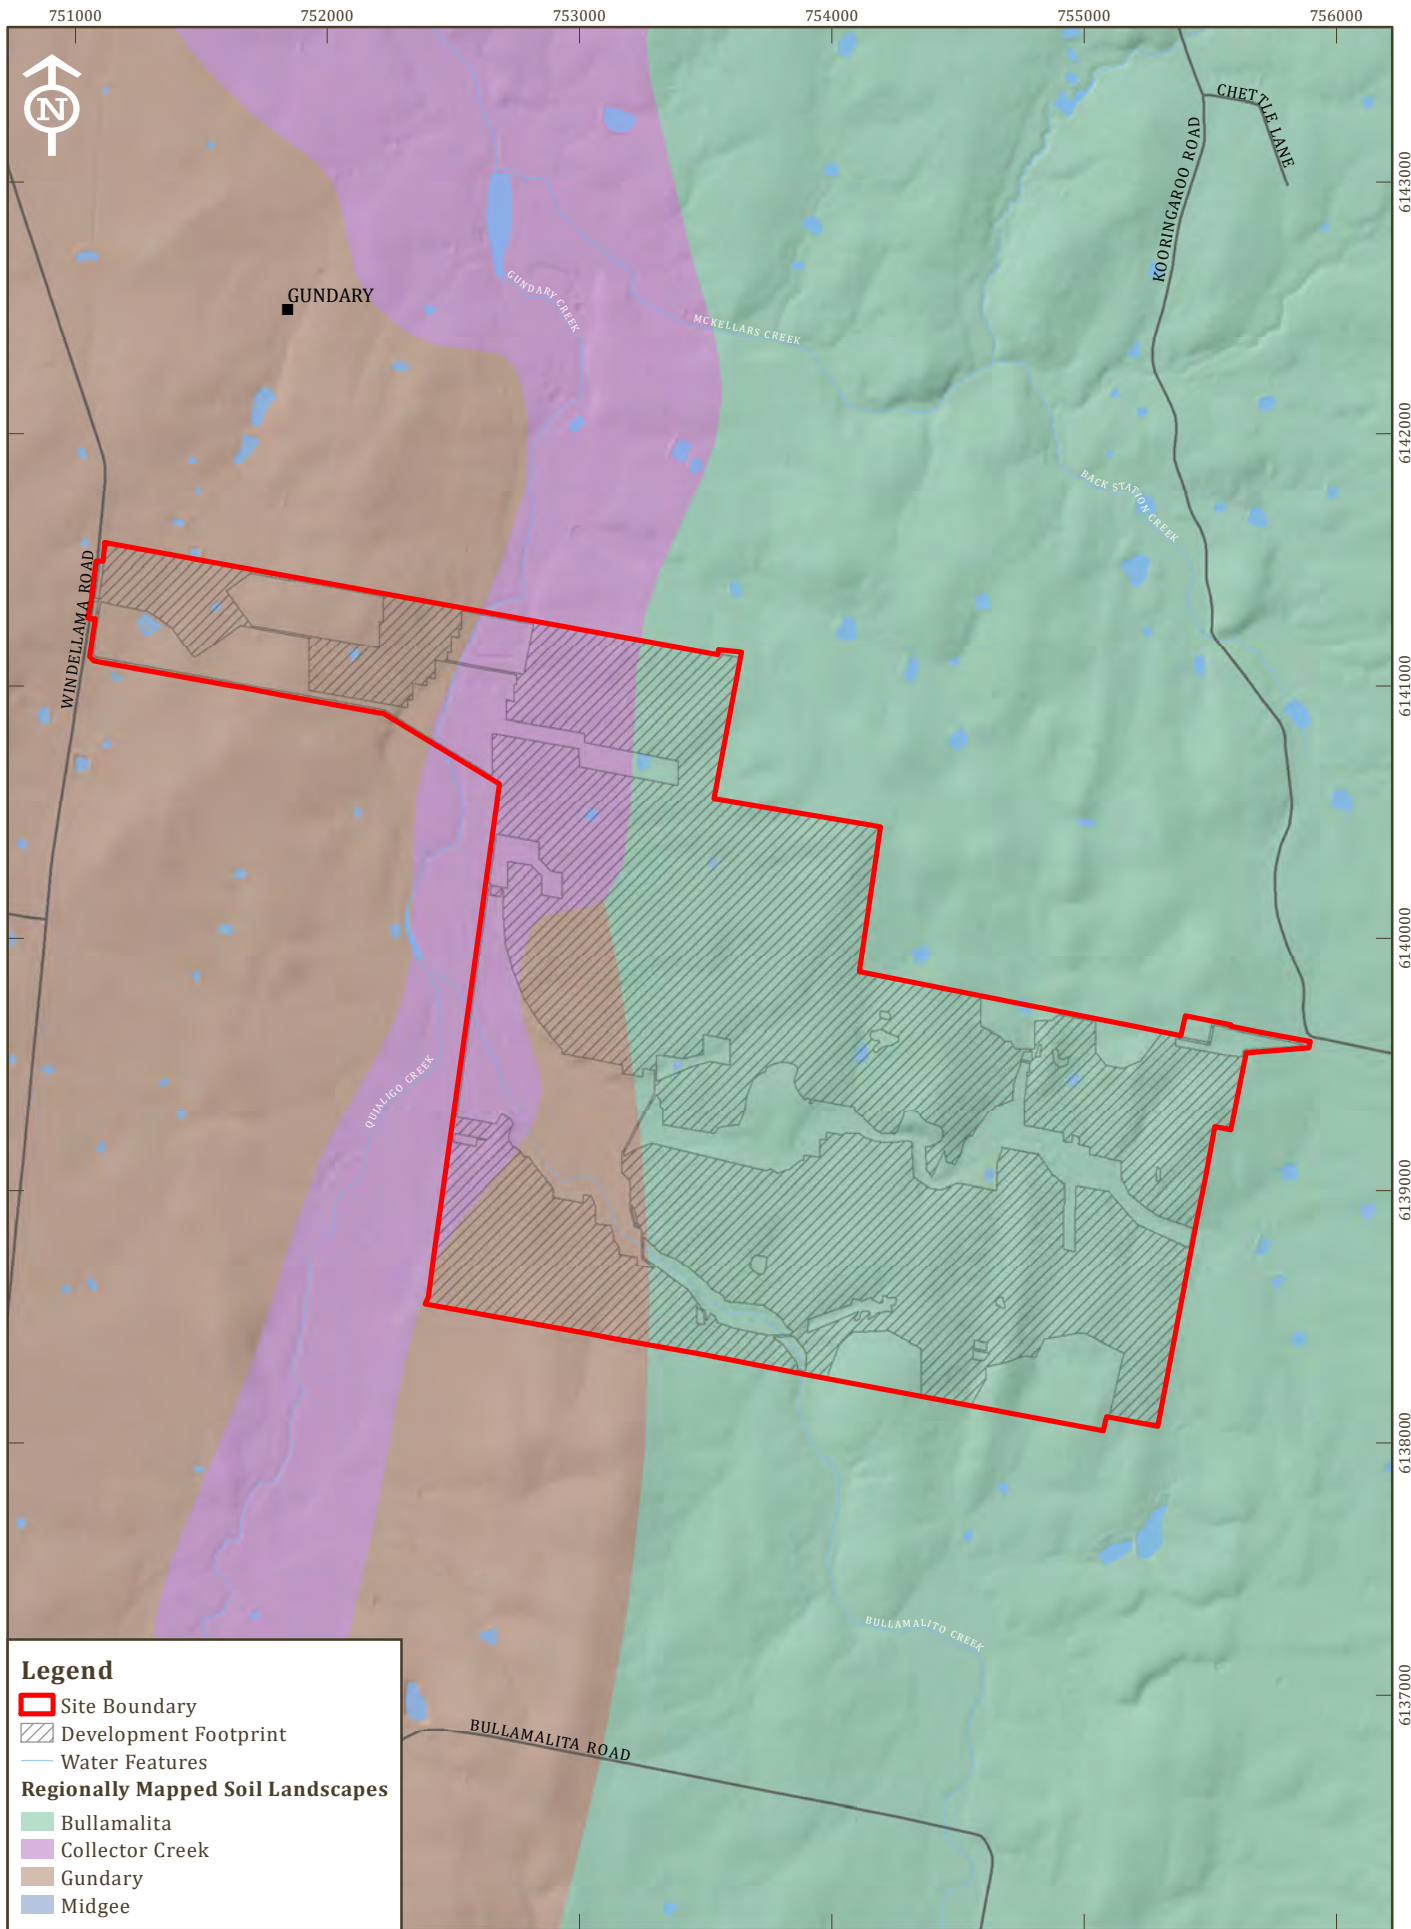 751000 752000 753000 754000 755000 756000
N
CHETTLE LANE
KOORINGAROO ROAD
6143000
GUNDARY
GUNDARY CREEK
MCKELLARS CREEK
6142000
BACK STATION CREEK
WINDELLAMA ROAD
6141000
6140000
QUIALIGO CREEK
6139000
6138000
BULLAMALITO CREEK
6137000
BULLAMALITA ROAD
Legend
Site Boundary
Development Footprint
Water Features
Regionally Mapped Soil Landscapes
Bullamalita
Collector Creek
Gundary
Midgee